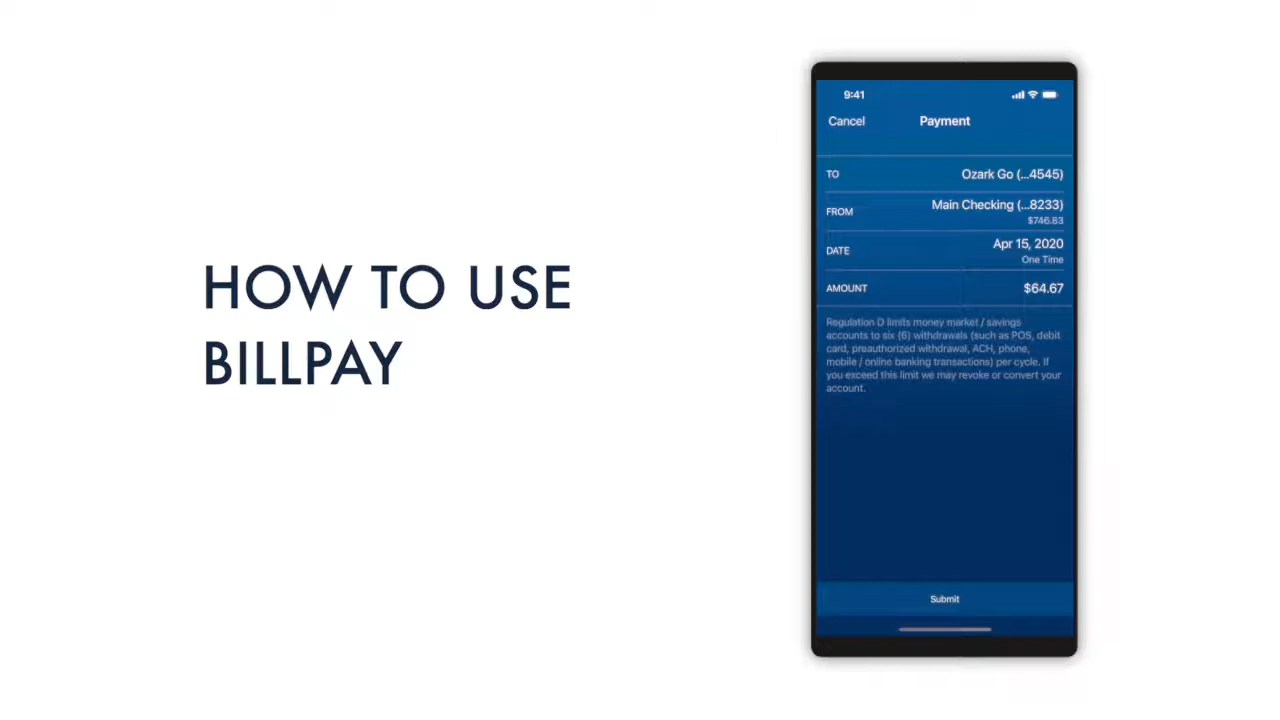 HOW TO USE
BILLPAY
9:41
Cancel
Payment
TO
Ozark Go (...4545)
FROM
Main Checking (...8233)
$746.83
DATE
Apr 15, 2020
One Time
AMOUNT
$64.67
Regulation D limits money market / savings
accounts to six (6) withdrawals (such as POS, debit
card, preauthorized withdrawal, ACH, phone,
mobile / online banking transactions) per cycle. If
you exceed this limit we may revoke or convert your
account.
Submit